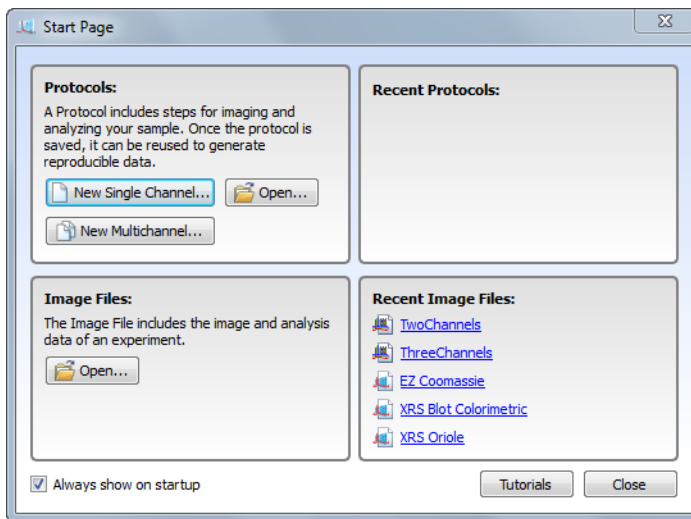 Start Page
Protocols:
A Protocol includes steps for imaging and
analyzing your sample. Once the protocol is
saved, it can be reused to generate
reproducible data.
New Single Channel...
Open...
New Multichannel...
Recent Protocols:
Image Files:
The Image File includes the image and analysis
data of an experiment.
Open...
Recent Image Files:
TwoChannels
ThreeChannels
EZ Coomassie
XRS Blot Colorimetric
XRS Oriole
Always show on startup
Tutorials
Close